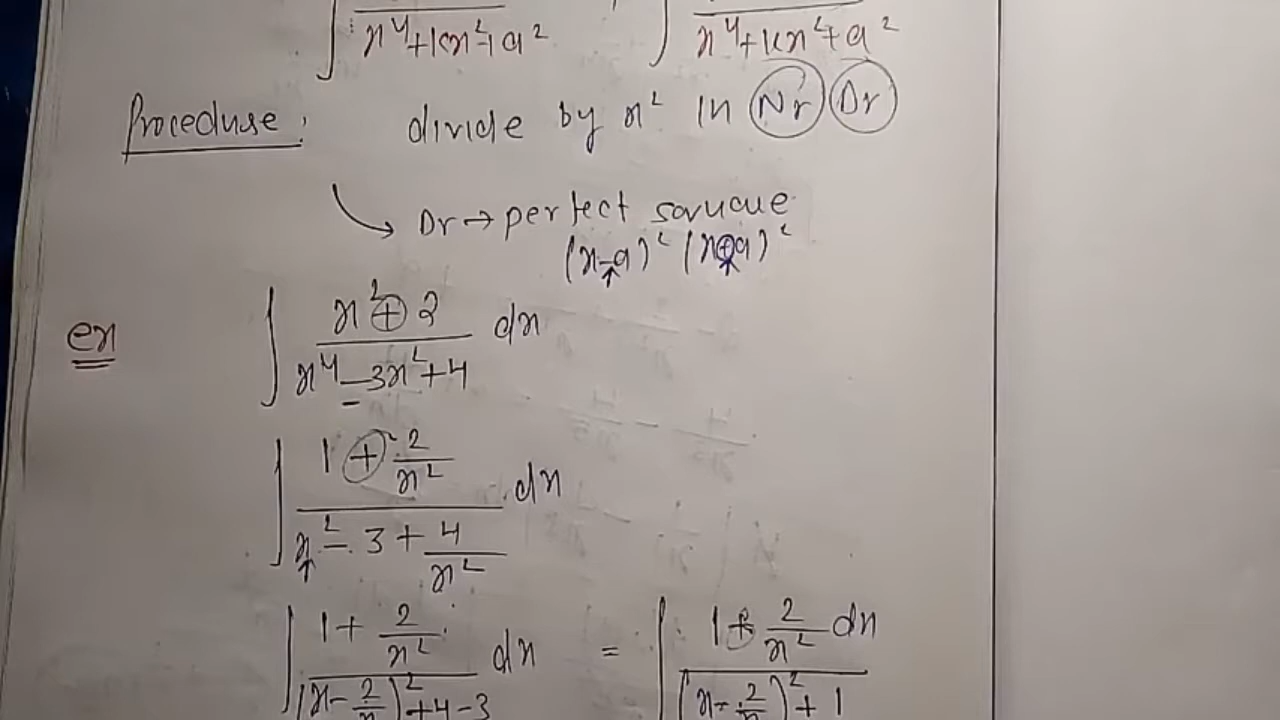 ∫ ─── / x⁴+kx²+a² ∫ ─── / x⁴+kx²+a²
Procedure: divide by x² in Nr Dr
↘ Dr → perfect square
(x-a)² (x+a)²
ex ∫ (x²+2)/(x⁴-3x²+4) dx
∫ (1+2/x²)/(x²-3+4/x²) dx
∫ (1+2/x²)/((x-2/x)²+4-3) dx = ∫ (1+2/x²) dx/((x-2/x)²+1)